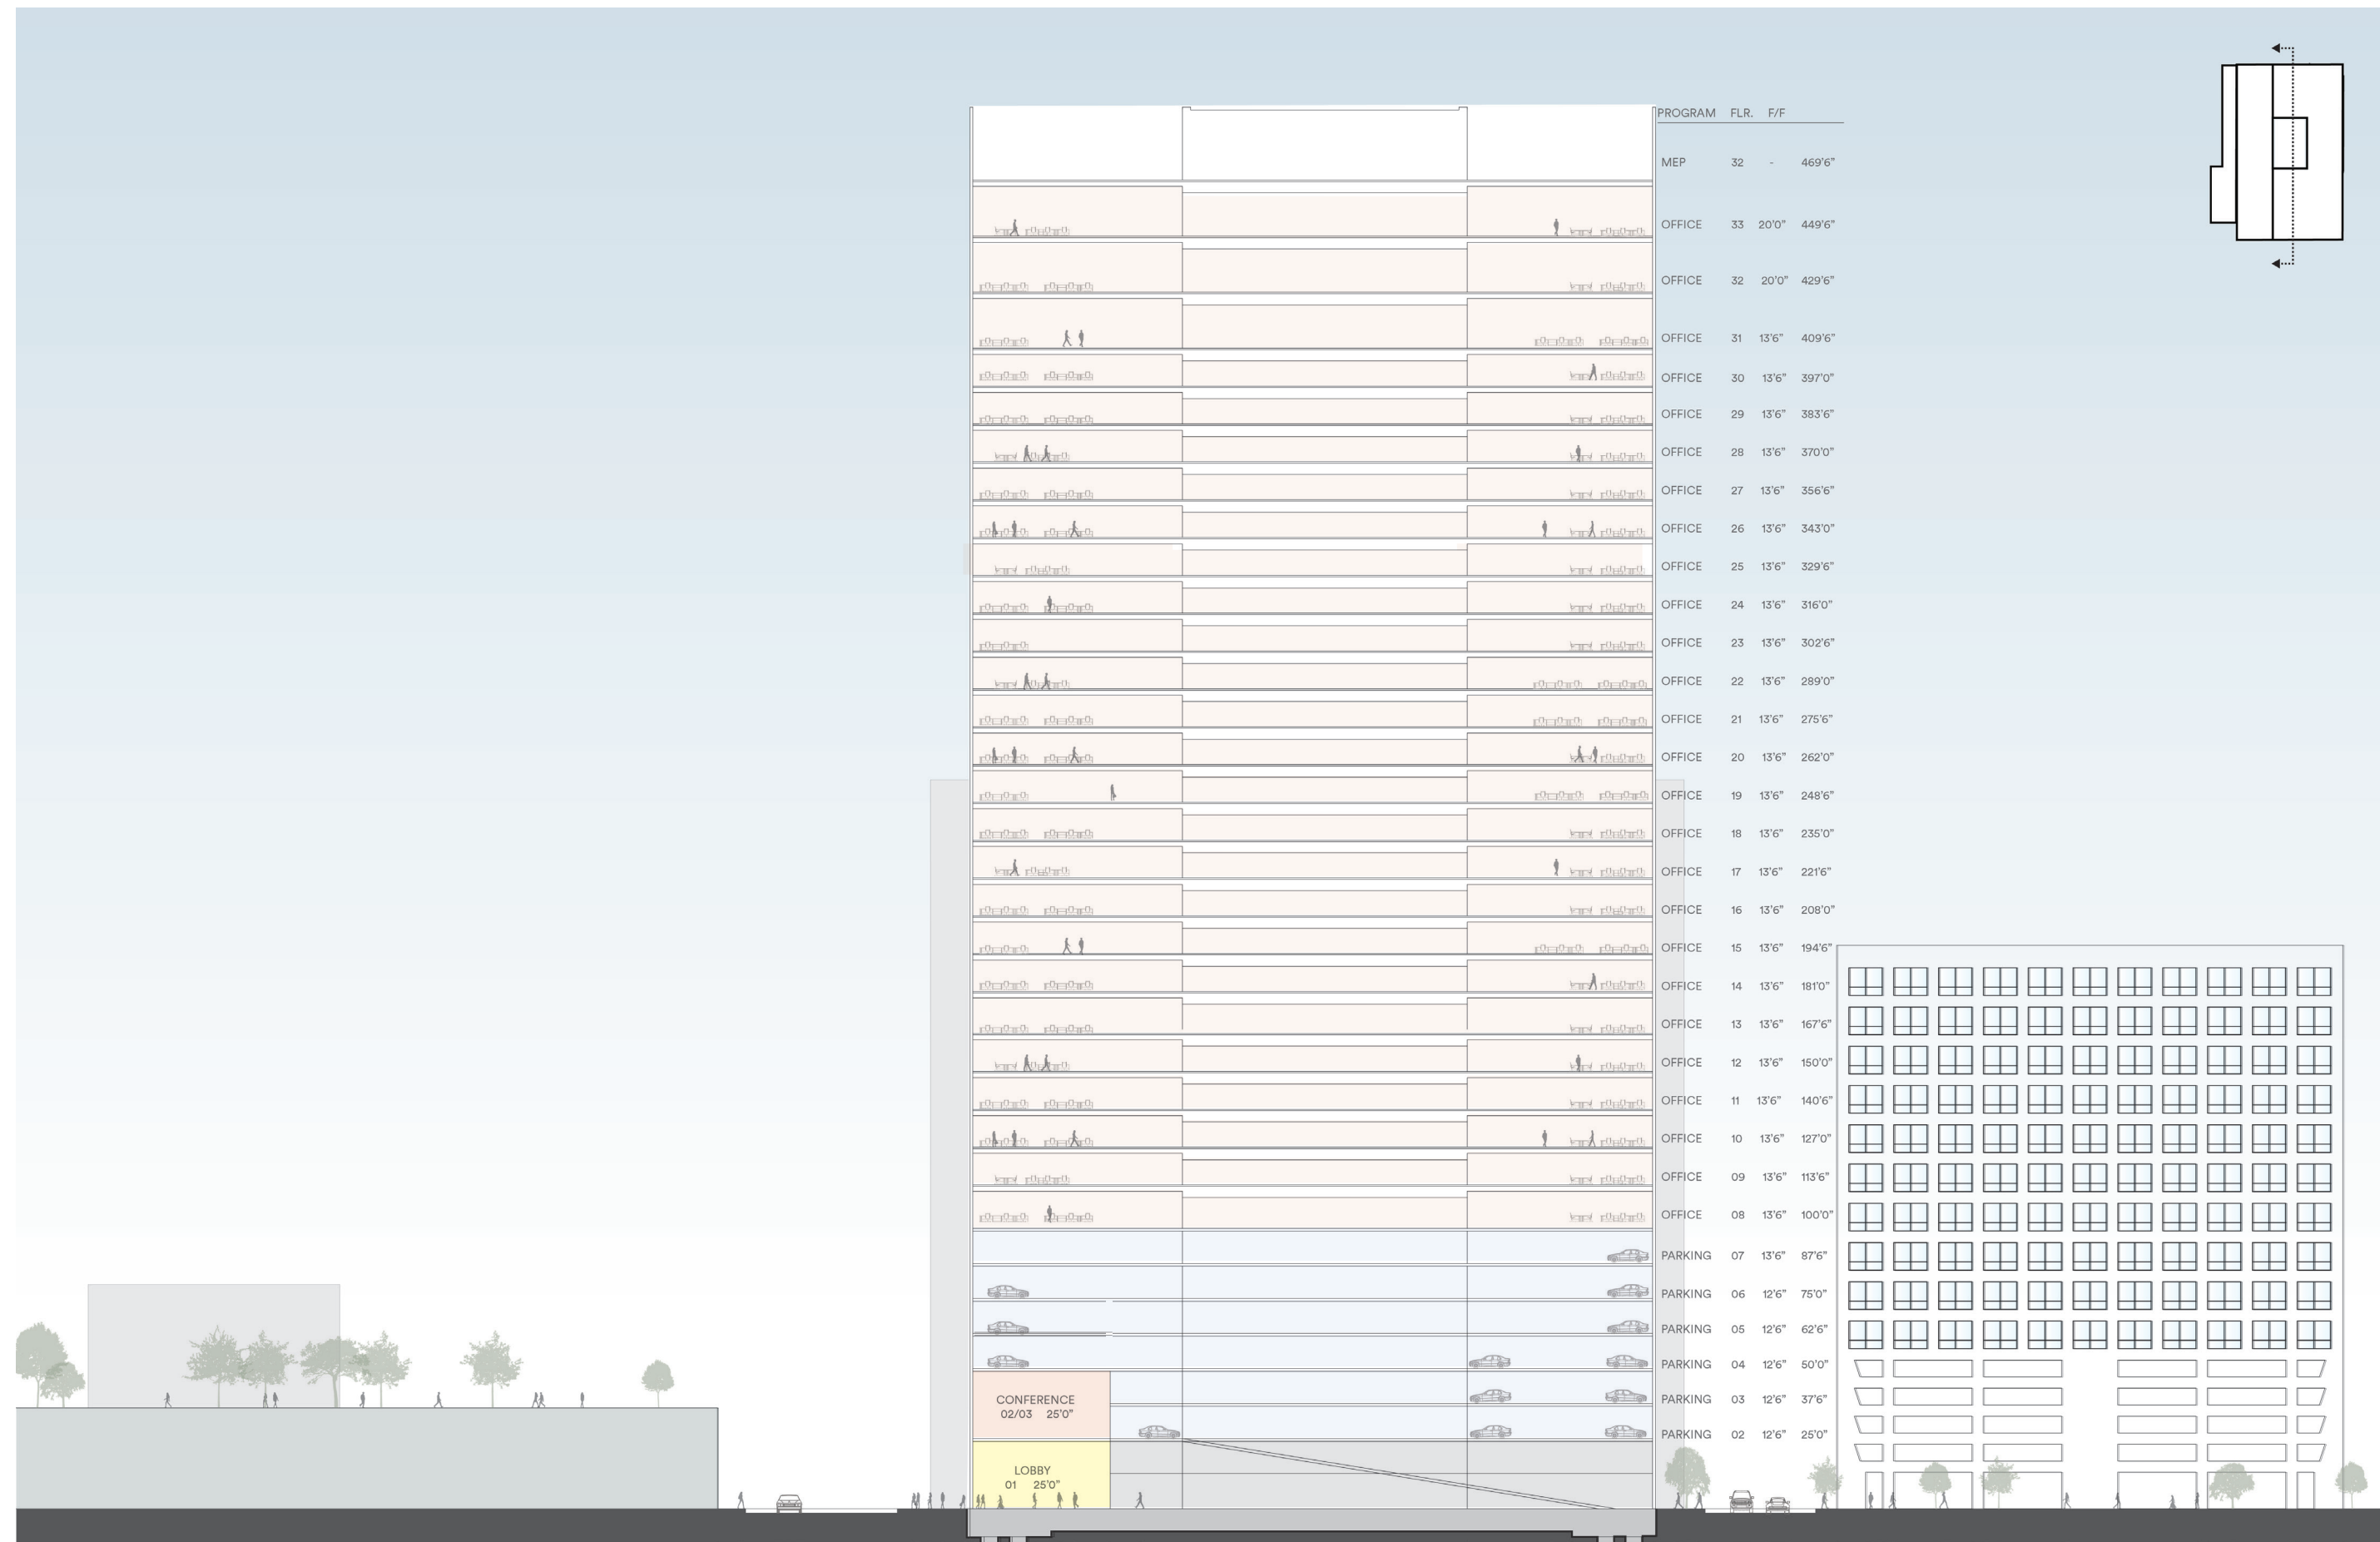 PROGRAM FLR. F/F
MEP 32 - 469'6"
OFFICE 33 20'0" 449'6"
OFFICE 32 20'0" 429'6"
OFFICE 31 13'6" 409'6"
OFFICE 30 13'6" 397'0"
OFFICE 29 13'6" 383'6"
OFFICE 28 13'6" 370'0"
OFFICE 27 13'6" 356'6"
OFFICE 26 13'6" 343'0"
OFFICE 25 13'6" 329'6"
OFFICE 24 13'6" 316'0"
OFFICE 23 13'6" 302'6"
OFFICE 22 13'6" 289'0"
OFFICE 21 13'6" 275'6"
OFFICE 20 13'6" 262'0"
OFFICE 19 13'6" 248'6"
OFFICE 18 13'6" 235'0"
OFFICE 17 13'6" 221'6"
OFFICE 16 13'6" 208'0"
OFFICE 15 13'6" 194'6"
OFFICE 14 13'6" 181'0"
OFFICE 13 13'6" 167'6"
OFFICE 12 13'6" 150'0"
OFFICE 11 13'6" 140'6"
OFFICE 10 13'6" 127'0"
OFFICE 09 13'6" 113'6"
OFFICE 08 13'6" 100'0"
PARKING 07 13'6" 87'6"
PARKING 06 12'6" 75'0"
PARKING 05 12'6" 62'6"
PARKING 04 12'6" 50'0"
PARKING 03 12'6" 37'6"
PARKING 02 12'6" 25'0"
CONFERENCE
02/03 25'0"
LOBBY
01 25'0"